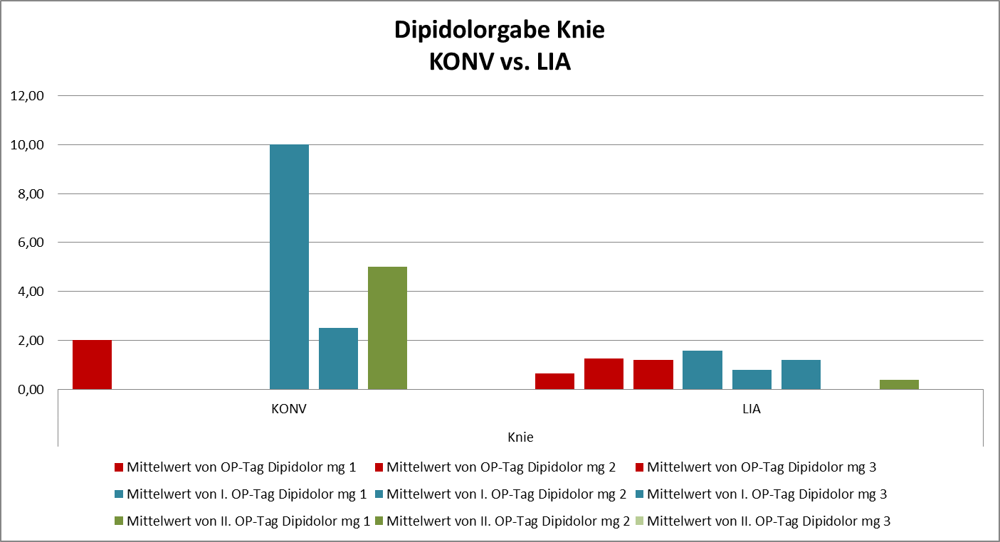 Dipidolorgabe Knie
KONV vs. LIA
12,00
10,00
8,00
6,00
4,00
2,00
0,00
KONV LIA
Knie
Mittelwert von OP-Tag Dipidolor mg 1 Mittelwert von OP-Tag Dipidolor mg 2 Mittelwert von OP-Tag Dipidolor mg 3
Mittelwert von I. OP-Tag Dipidolor mg 1 Mittelwert von I. OP-Tag Dipidolor mg 2 Mittelwert von I. OP-Tag Dipidolor mg 3
Mittelwert von II. OP-Tag Dipidolor mg 1 Mittelwert von II. OP-Tag Dipidolor mg 2 Mittelwert von II. OP-Tag Dipidolor mg 3